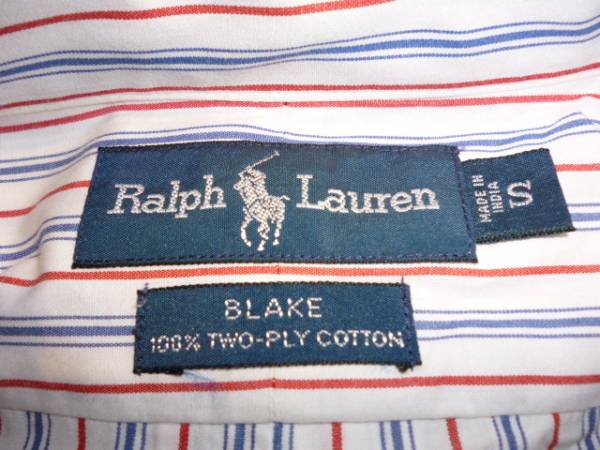 Ralph Lauren
MADE IN
INDIA
S
BLAKE
100% TWO-PLY COTTON